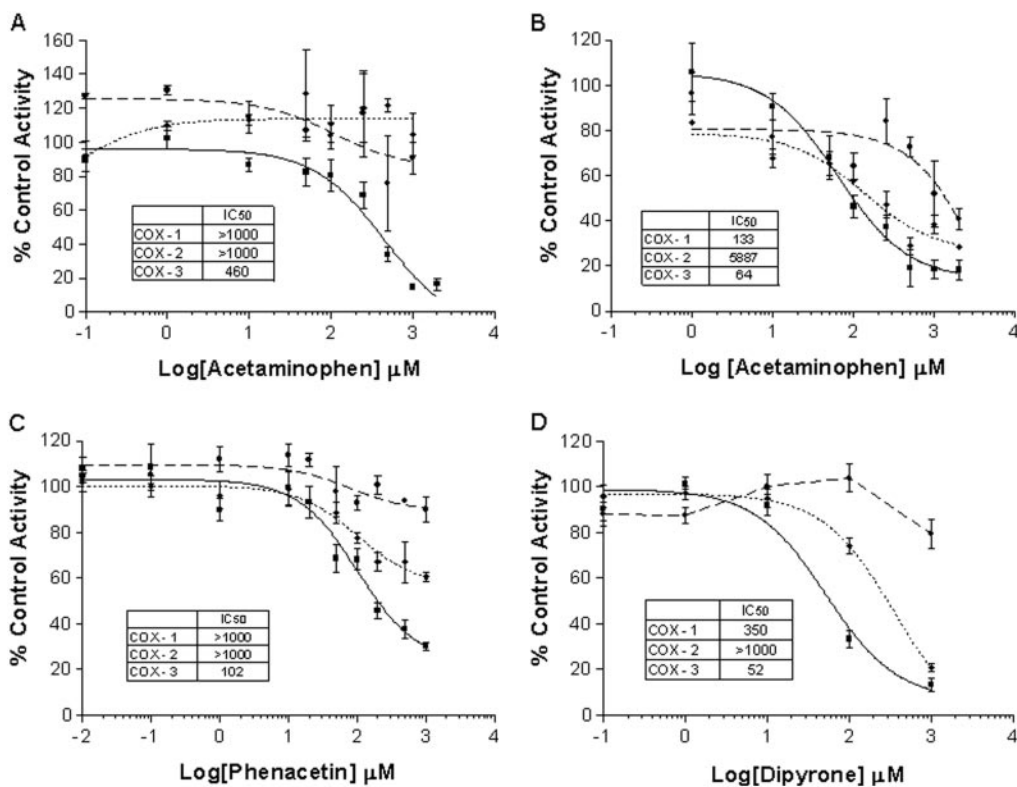 A
% Control Activity
160
140
120
100
80
60
40
20
0
-1
0
1
2
3
4
Log[Acetaminophen] μM
IC50
COX - 1 >1000
COX - 2 >1000
COX - 3 460
B
% Control Activity
120
100
80
60
40
20
0
-1
0
1
2
3
4
Log [Acetaminophen] μM
IC50
COX - 1 133
COX - 2 5887
COX - 3 64
C
% Control Activity
120
100
80
60
40
20
0
-2
-1
0
1
2
3
4
Log[Phenacetin] μM
IC50
COX - 1 >1000
COX - 2 >1000
COX - 3 102
D
% Control Activity
120
100
80
60
40
20
0
-1
0
1
2
3
4
Log[Dipyrone] μM
IC50
COX - 1 350
COX - 2 >1000
COX - 3 52